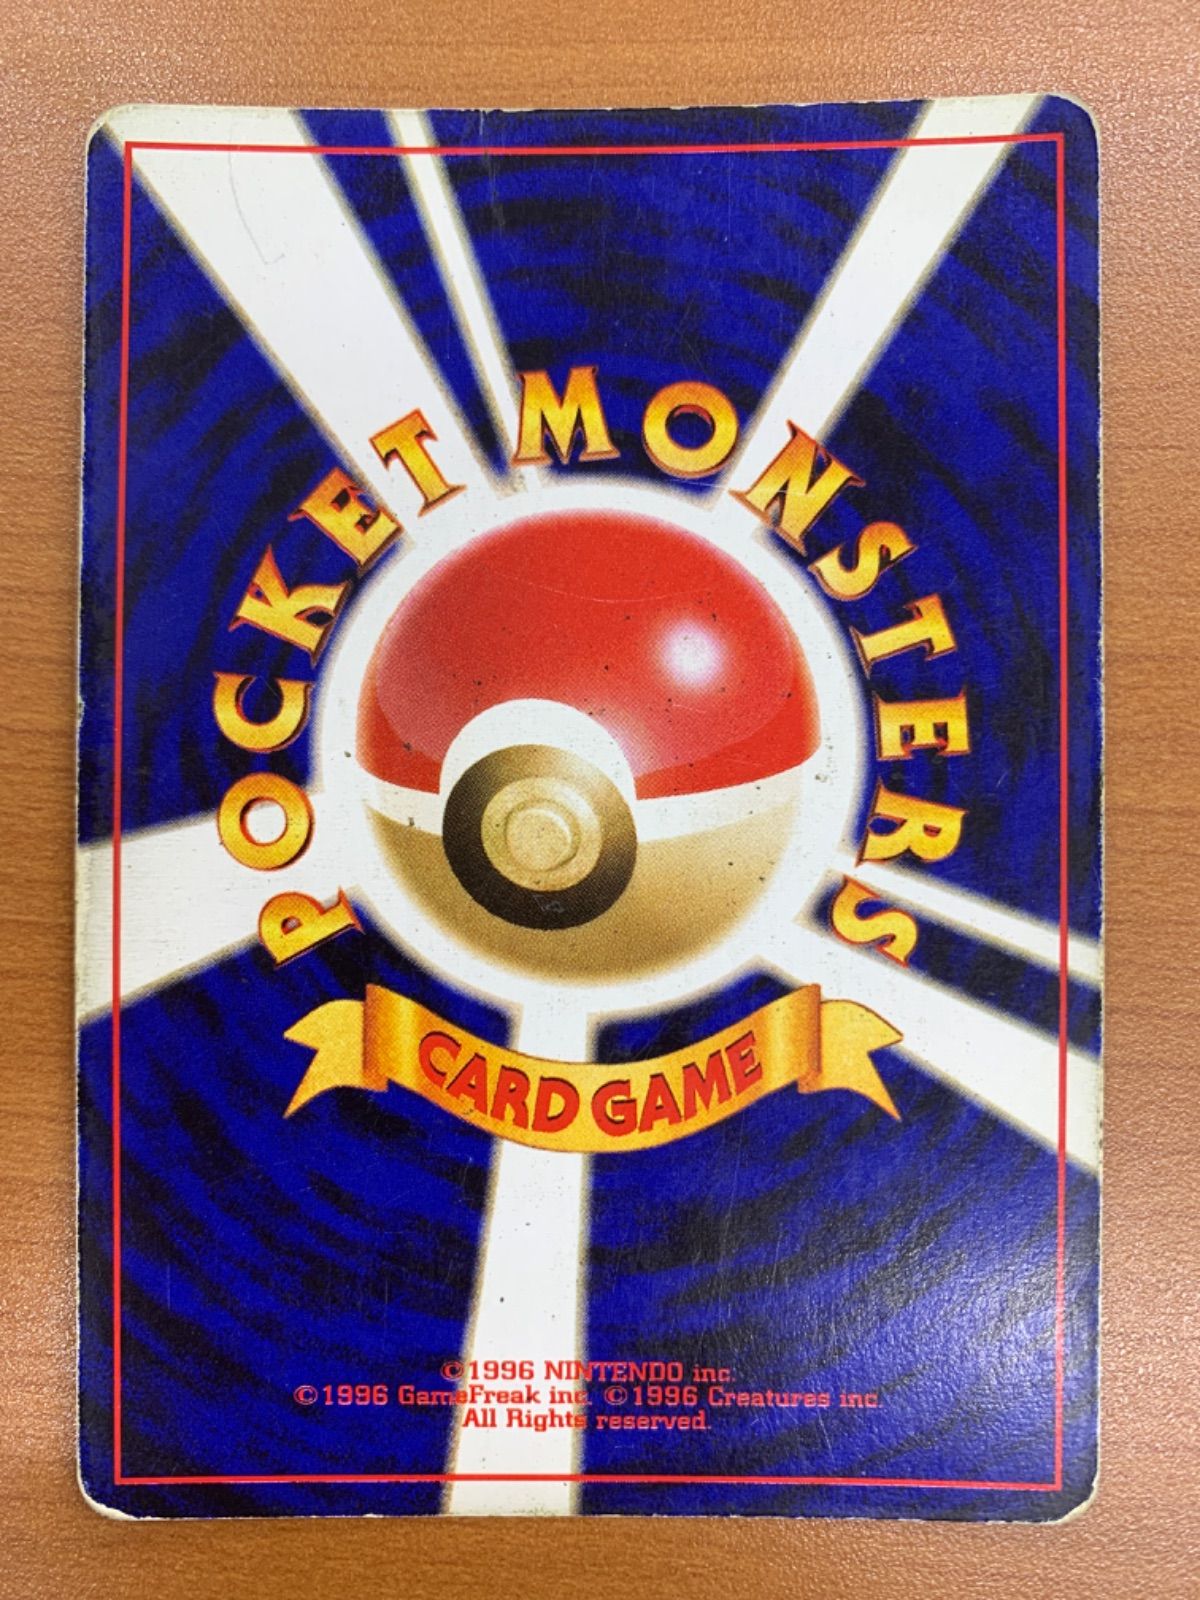 POCKET MONSTERS
CARD GAME
©1996 NINTENDO inc.
©1996 GameFreak inc. ©1996 Creatures inc.
All Rights reserved.